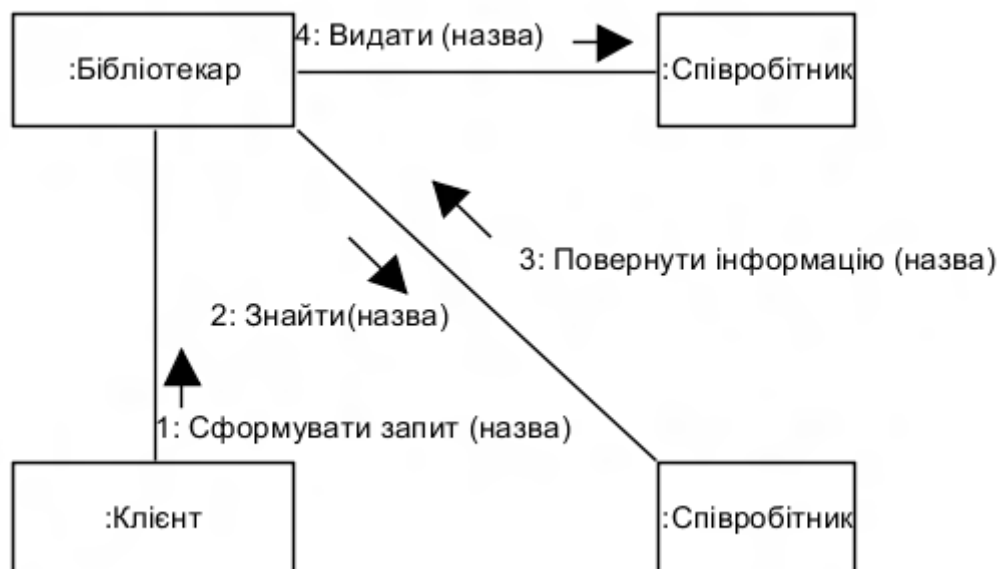 4: Видати (назва)
:Бібліотекар
:Співробітник
3: Повернути інформацію (назва)
2: Знайти(назва)
1: Сформувати запит (назва)
:Клієнт
:Співробітник